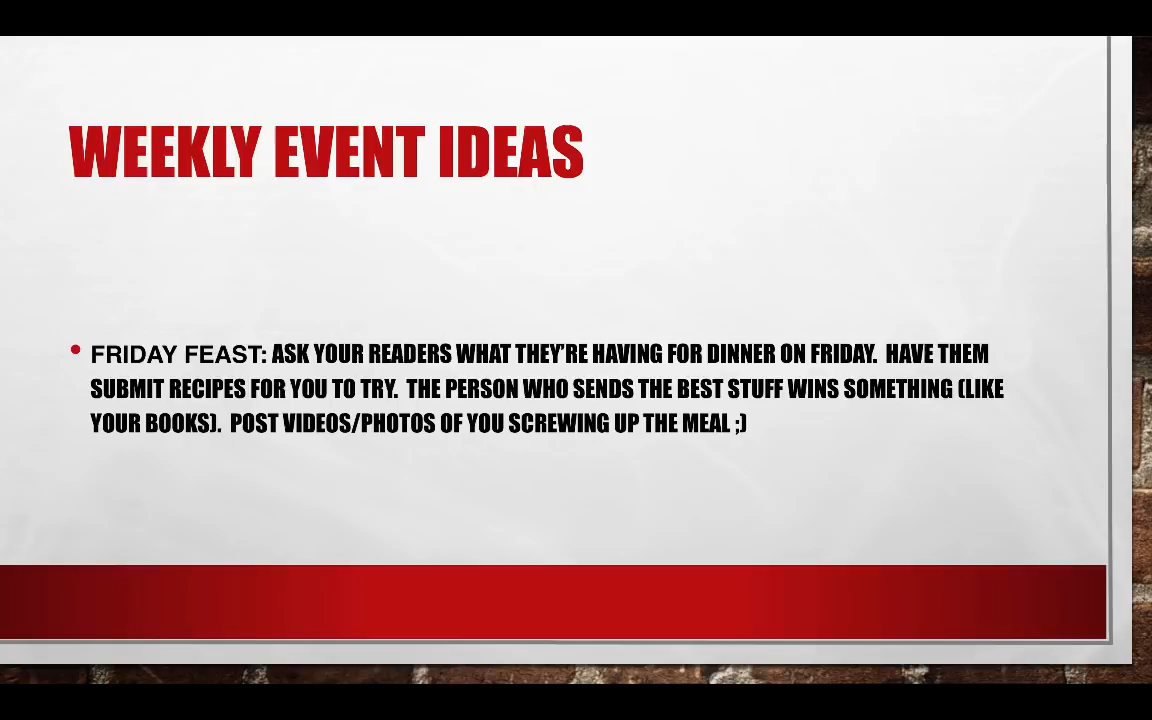 WEEKLY EVENT IDEAS
• FRIDAY FEAST: ASK YOUR READERS WHAT THEY'RE HAVING FOR DINNER ON FRIDAY.  HAVE THEM
SUBMIT RECIPES FOR YOU TO TRY.  THE PERSON WHO SENDS THE BEST STUFF WINS SOMETHING (LIKE
YOUR BOOKS).  POST VIDEOS/PHOTOS OF YOU SCREWING UP THE MEAL ;)